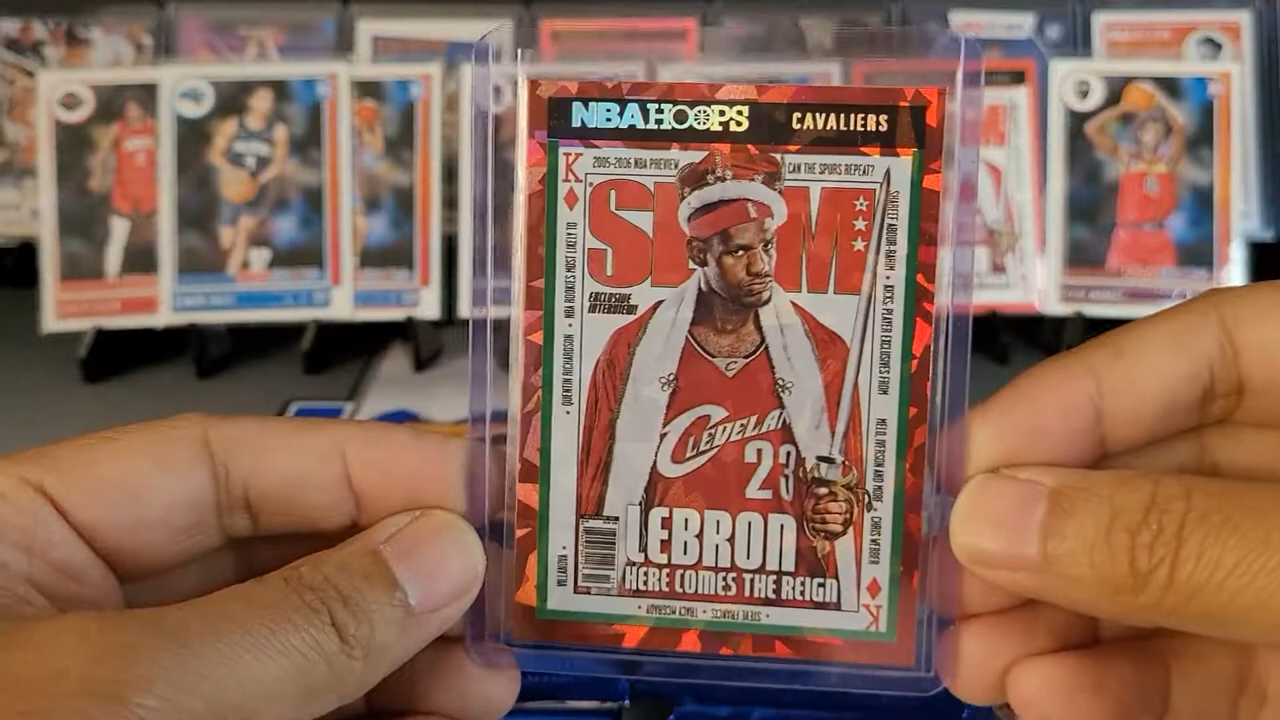 NBA HOOPS
CAVALIERS
K
2005-2006 NBA PREVIEW
CAN THE SPURS REPEAT?
SLAM
EXCLUSIVE
INTERVIEW!
VILLANOVA • QUENTIN RICHARDSON • NBA ROOKIES MOST LIKELY TO
SHAREEF ABDUR-RAHIM • KICKS: PLAYER EXCLUSIVES FROM MELO, IVERSON AND MORE • CHRIS WEBBER
C
CLEVELAN
23
LEBRON
HERE COMES THE REIGN
STEVE FRANCIS • TRACY MCGRADY
K